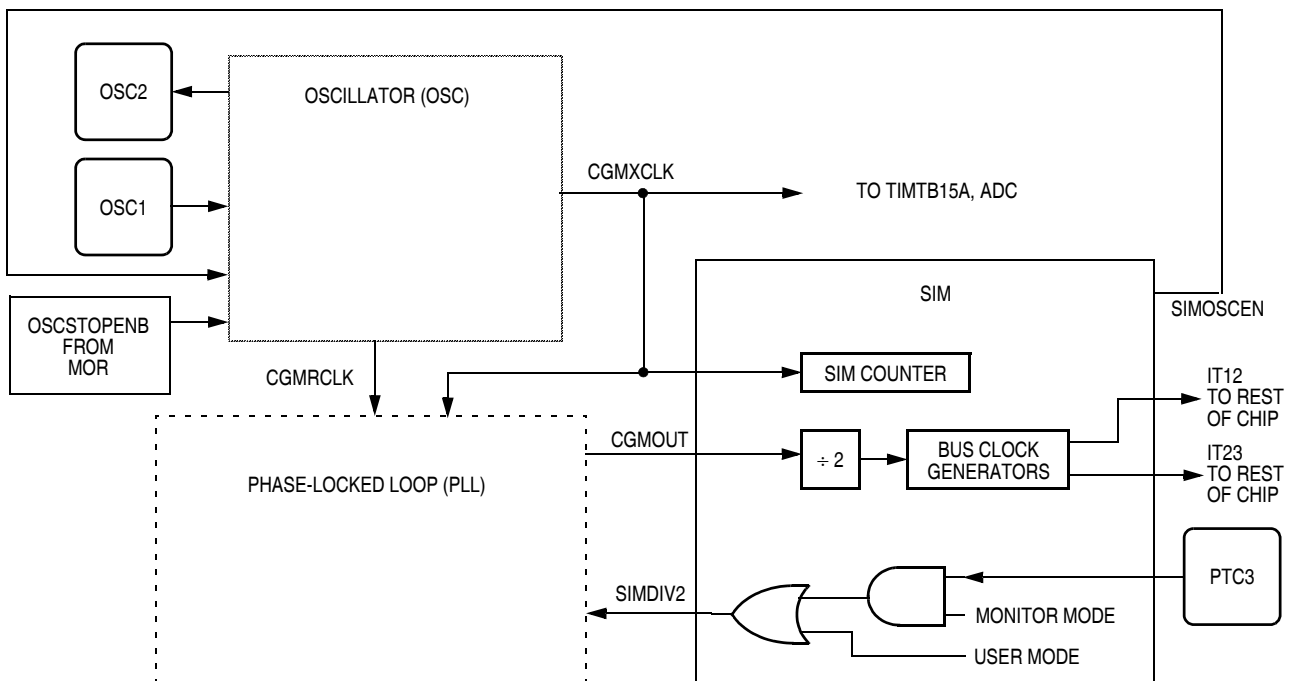 OSC2
OSCILLATOR (OSC)
CGMXCLK
TO TIMTB15A, ADC
OSC1
SIM
SIMOSCEN
OSCSTOPENB
FROM
MOR
CGMRCLK
SIM COUNTER
IT12
TO REST
OF CHIP
CGMOUT
÷ 2
BUS CLOCK
GENERATORS
IT23
TO REST
OF CHIP
PHASE-LOCKED LOOP (PLL)
PTC3
SIMDIV2
MONITOR MODE
USER MODE